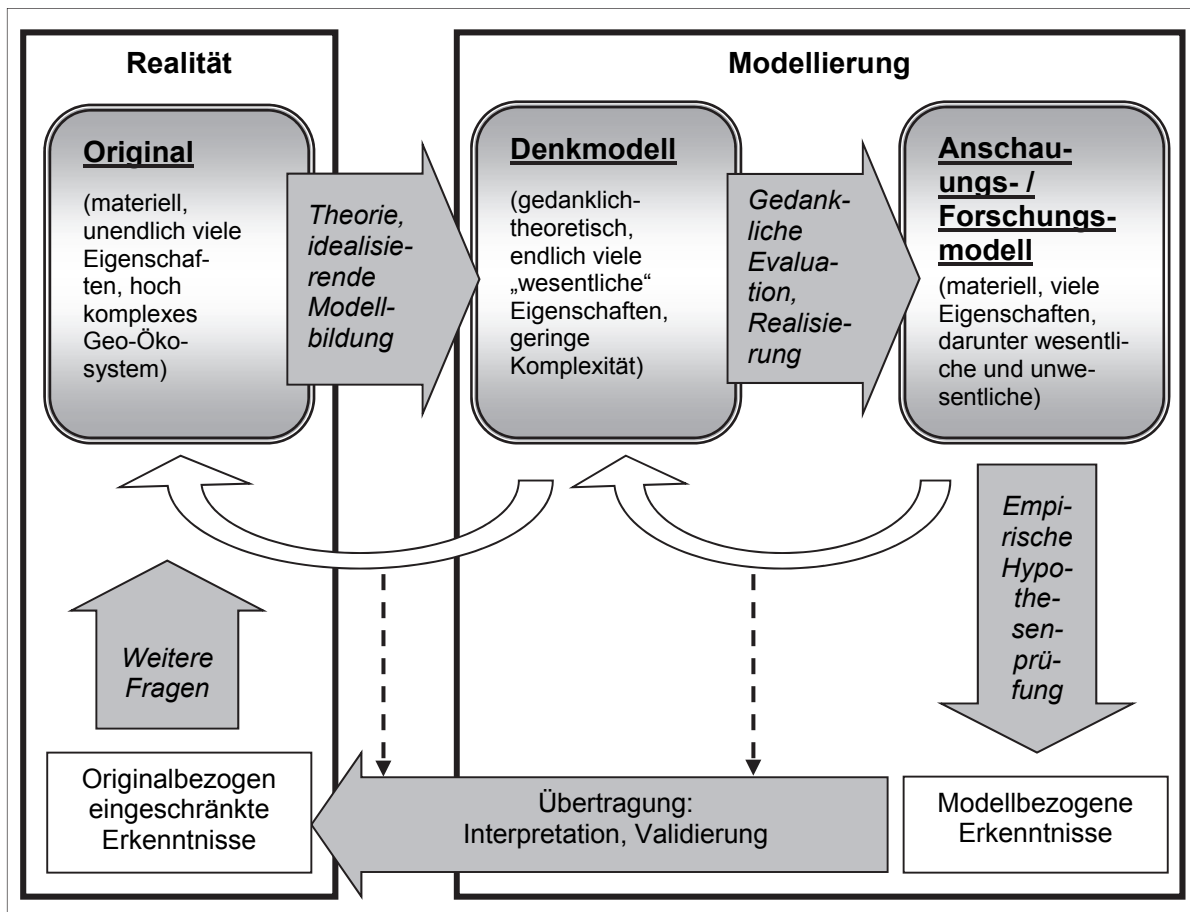 Realität
Original
(materiell,
unendlich viele
Eigenschaf-
ten, hoch
komplexes
Geo-Öko-
system)
Theorie,
idealisie-
rende
Modell-
bildung
Modellierung
Denkmodell
(gedanklich-
theoretisch,
endlich viele
„wesentliche“
Eigenschaften,
geringe
Komplexität)
Gedank-
liche
Evalua-
tion,
Realisie-
rung
Anschau-
ungs- /
Forschungs-
modell
(materiell, viele
Eigenschaften,
darunter wesentli-
che und unwe-
sentliche)
Empi-
rische
Hypo-
the-
sen-
prü-
fung
Modellbezogene
Erkenntnisse
Übertragung:
Interpretation, Validierung
Originalbezogen
eingeschränkte
Erkenntnisse
Weitere
Fragen